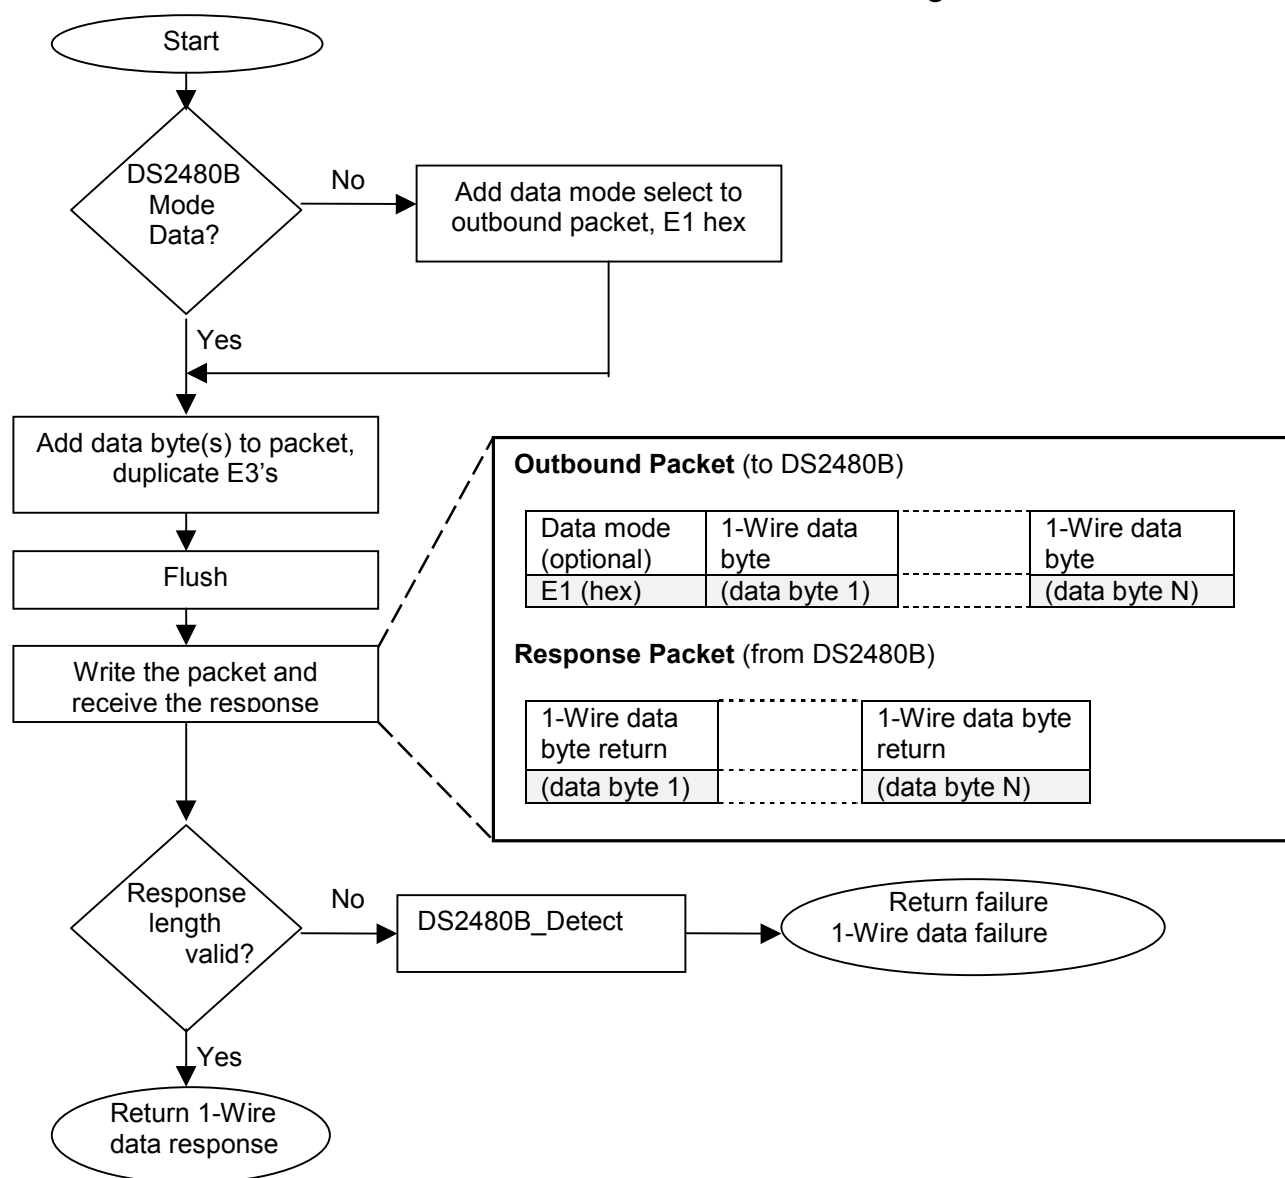 Start
DS2480B
Mode
Data?
No
Add data mode select to
outbound packet, E1 hex
Yes
Add data byte(s) to packet,
duplicate E3's
Flush
Write the packet and
receive the response
Outbound Packet (to DS2480B)
Data mode
(optional)
1-Wire data
byte
1-Wire data
byte
E1 (hex)
(data byte 1)
(data byte N)
Response Packet (from DS2480B)
1-Wire data
byte return
1-Wire data byte
return
(data byte 1)
(data byte N)
Response
length
valid?
No
DS2480B_Detect
Return failure
1-Wire data failure
Yes
Return 1-Wire
data response